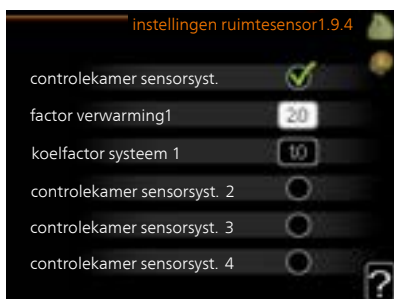 instellingen ruimtesensor1.9.4
controlekamer sensorsyst.
factor verwarming1 20
koelfactor systeem 1 10
controlekamer sensorsyst. 2
controlekamer sensorsyst. 3
controlekamer sensorsyst. 4
?